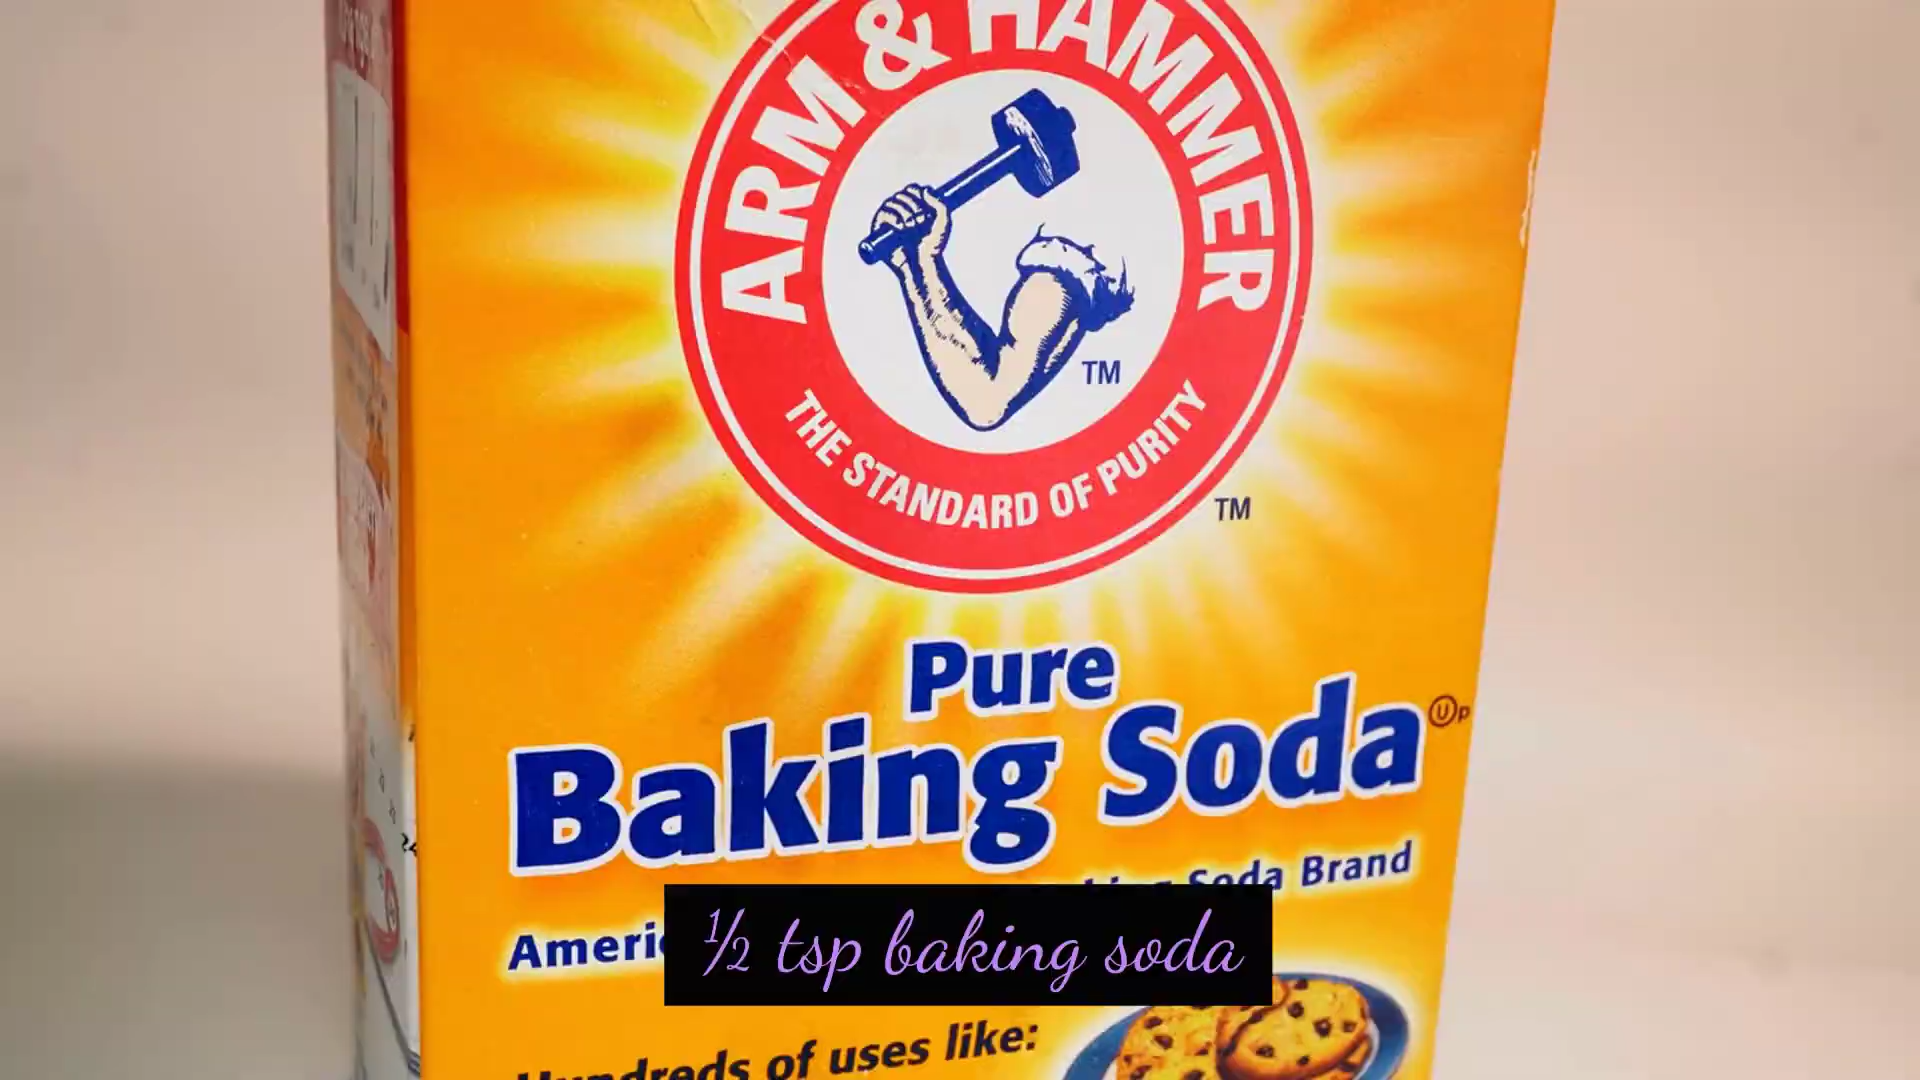 ARM & HAMMER
TM
THE STANDARD OF PURITY
TM
Pure
Baking Soda
Soda Brand
½ tsp baking soda
Hundreds of uses like: